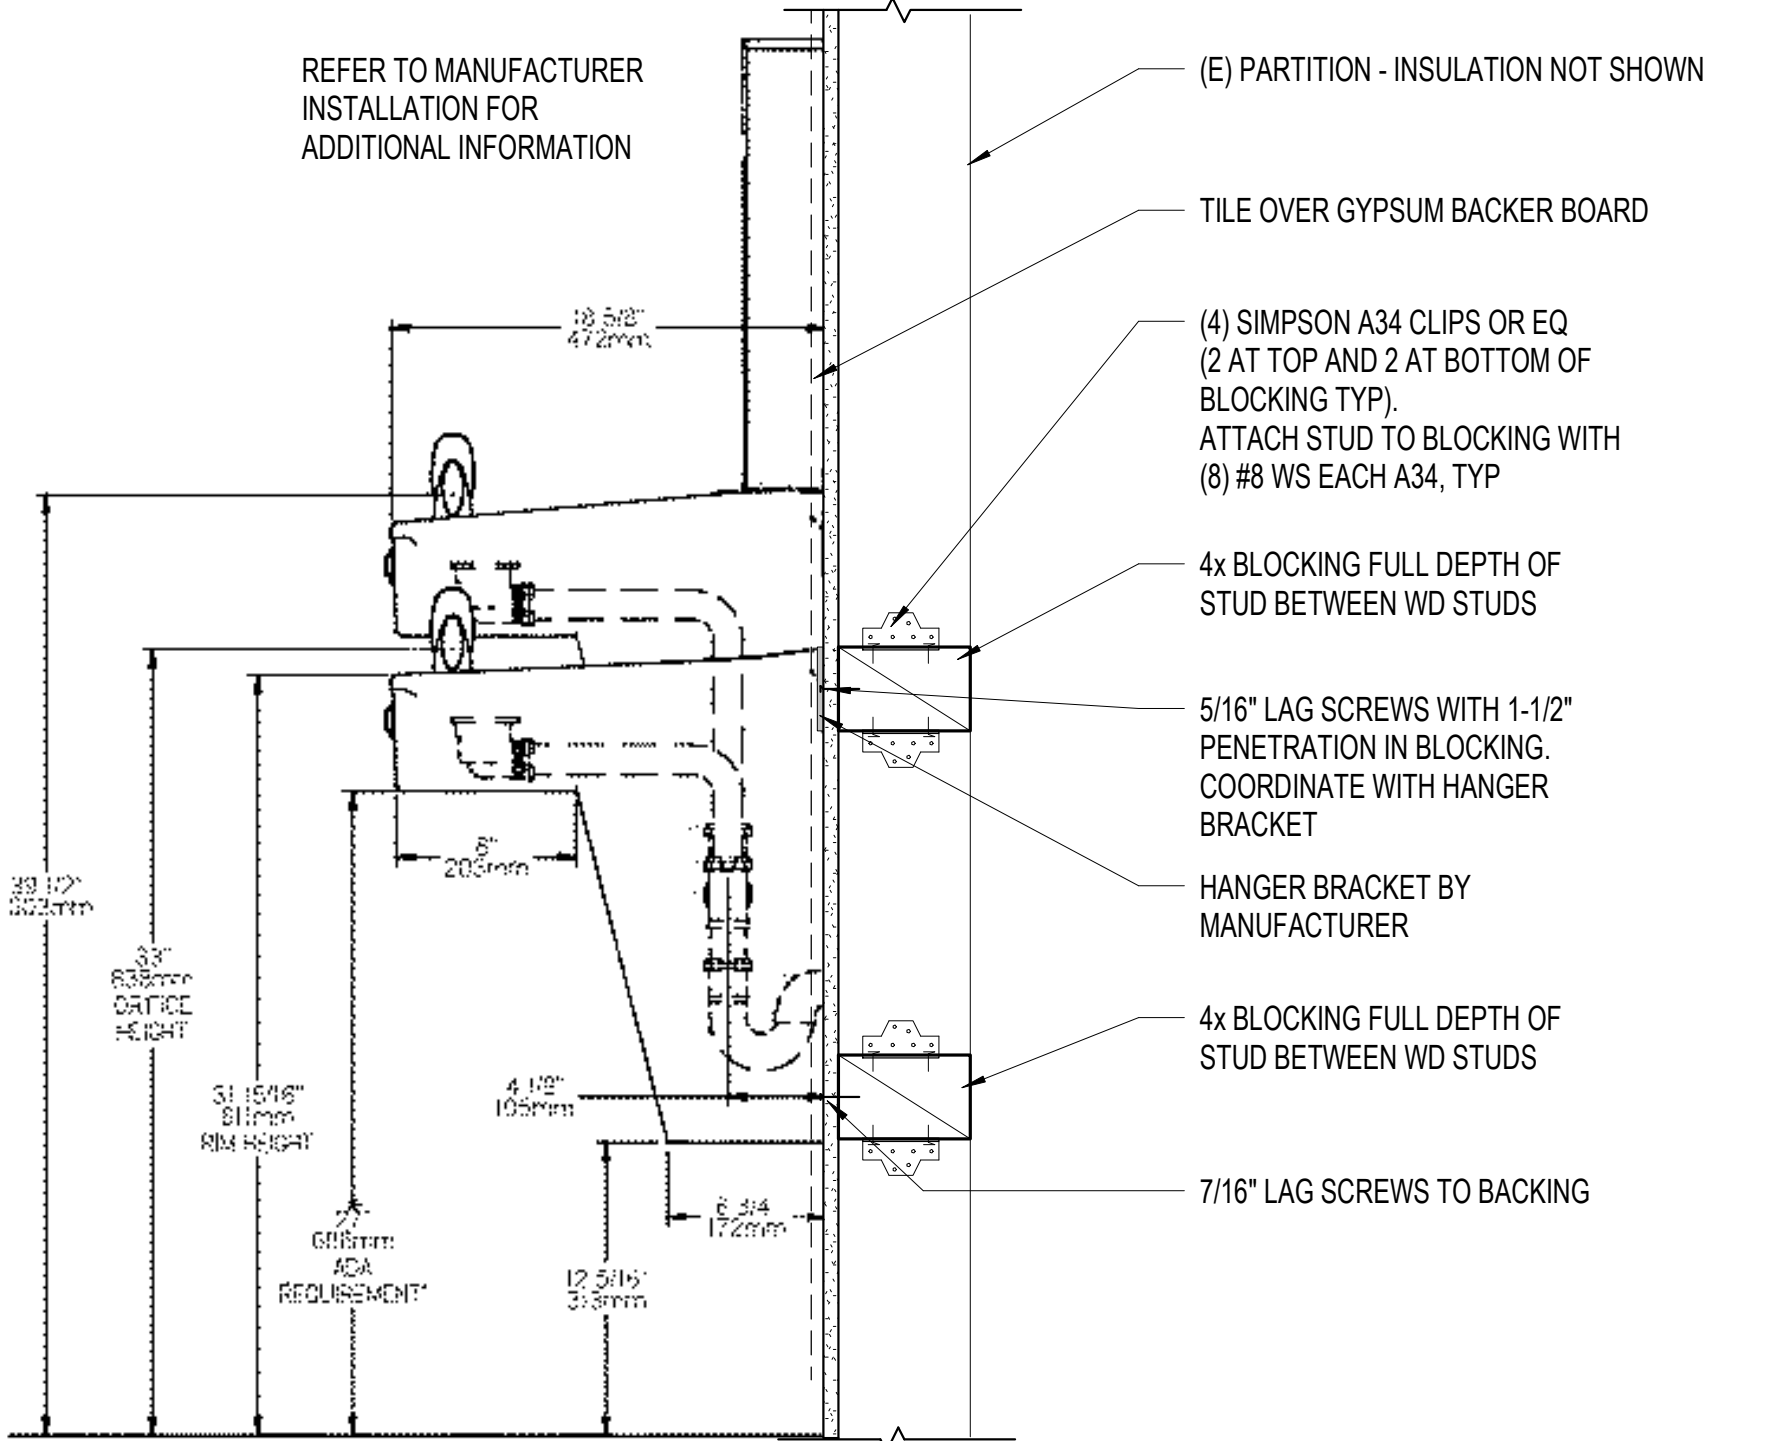 REFER TO MANUFACTURER
INSTALLATION FOR
ADDITIONAL INFORMATION
(E) PARTITION - INSULATION NOT SHOWN
TILE OVER GYPSUM BACKER BOARD
(4) SIMPSON A34 CLIPS OR EQ
(2 AT TOP AND 2 AT BOTTOM OF
BLOCKING TYP).
ATTACH STUD TO BLOCKING WITH
(8) #8 WS EACH A34, TYP
4x BLOCKING FULL DEPTH OF
STUD BETWEEN WD STUDS
5/16" LAG SCREWS WITH 1-1/2"
PENETRATION IN BLOCKING.
COORDINATE WITH HANGER
BRACKET
HANGER BRACKET BY
MANUFACTURER
4x BLOCKING FULL DEPTH OF
STUD BETWEEN WD STUDS
7/16" LAG SCREWS TO BACKING
18 5/8"
472mm
8"
203mm
39 1/2"
33"
838mm
ORIFICE
HEIGHT
31 15/16"
811mm
RIM HEIGHT
27"
686mm
ADA
REQUIREMENT*
6 3/4
172mm
12 5/16"
313mm